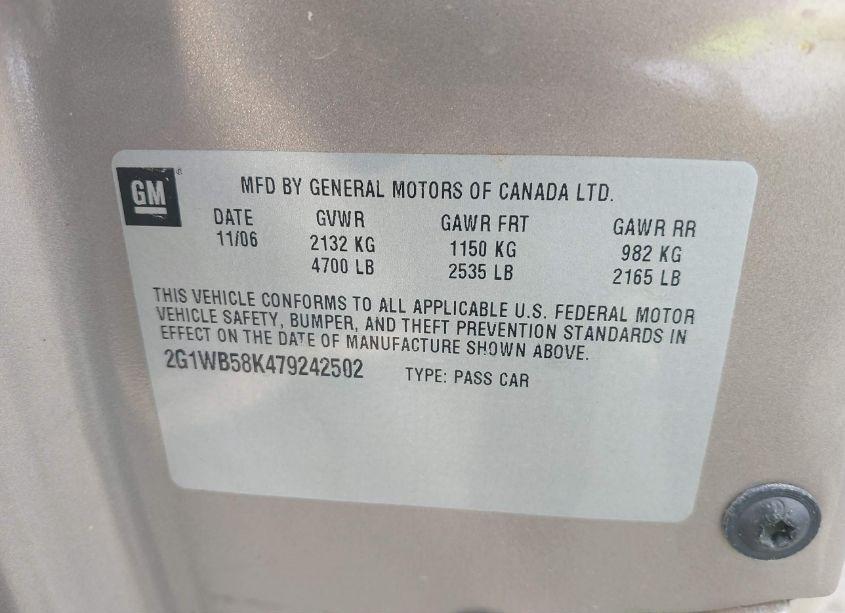 GM
MFD BY GENERAL MOTORS OF CANADA LTD.
DATE GVWR GAWR FRT GAWR RR
11/06 2132 KG 1150 KG 982 KG
4700 LB 2535 LB 2165 LB
THIS VEHICLE CONFORMS TO ALL APPLICABLE U.S. FEDERAL MOTOR
VEHICLE SAFETY, BUMPER, AND THEFT PREVENTION STANDARDS IN
EFFECT ON THE DATE OF MANUFACTURE SHOWN ABOVE.
2G1WB58K479242502 TYPE: PASS CAR